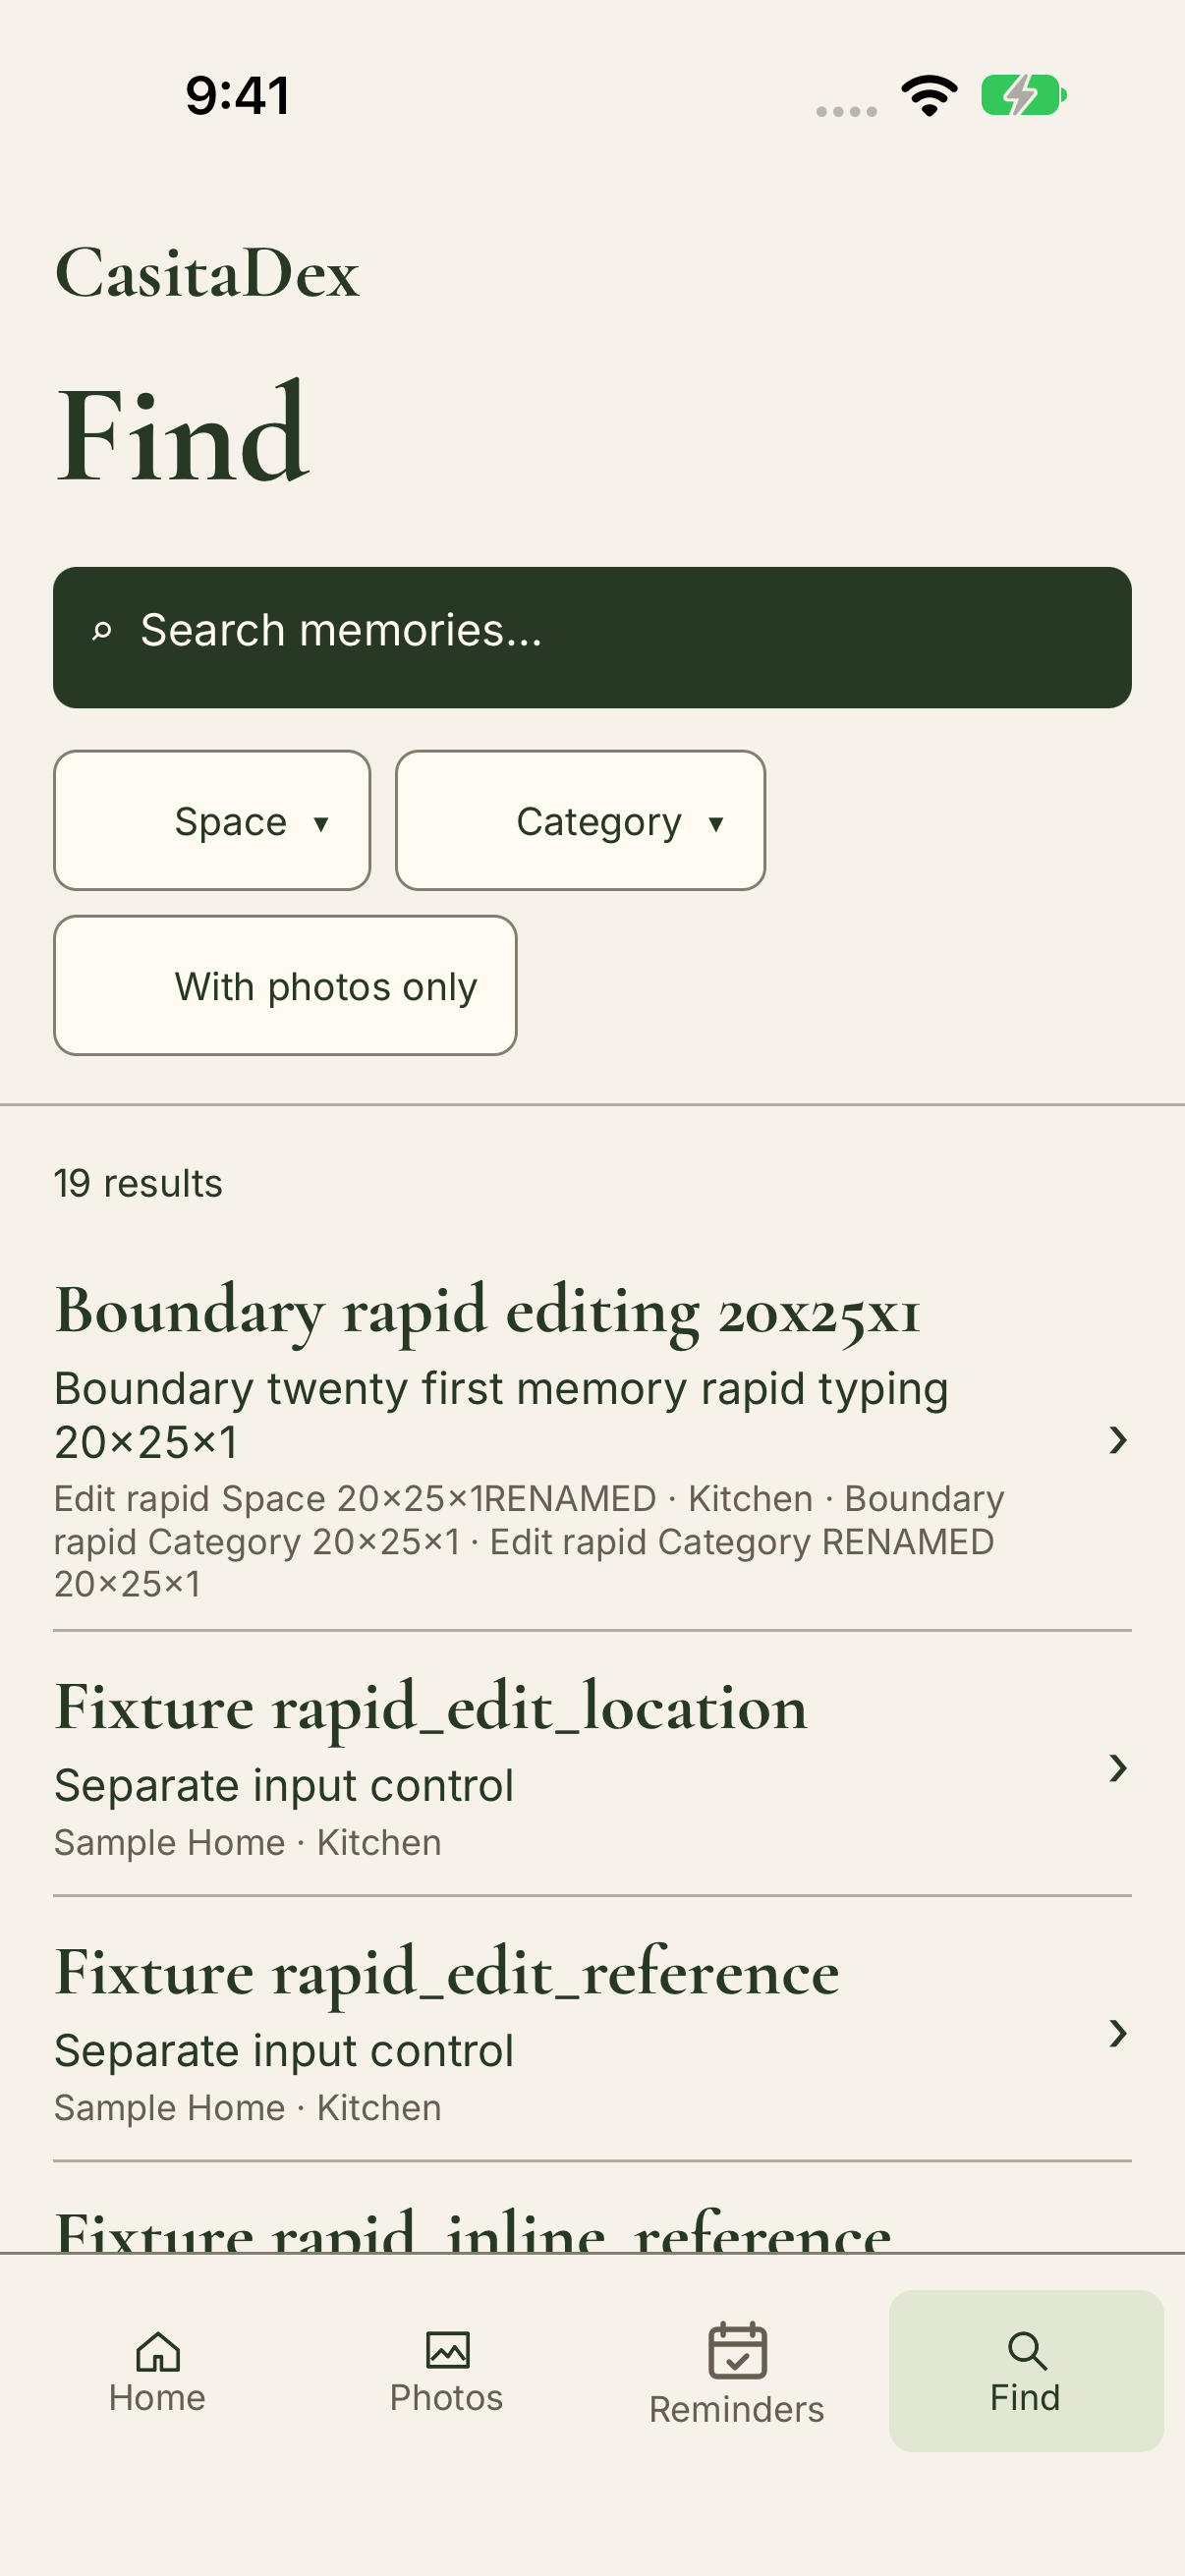 9:41
CasitaDex
Find
Search memories...
Space ▾
Category ▾
With photos only
19 results
Boundary rapid editing 20x25x1
Boundary twenty first memory rapid typing
20×25×1
Edit rapid Space 20×25×1RENAMED · Kitchen · Boundary
rapid Category 20×25×1 · Edit rapid Category RENAMED
20×25×1
Fixture rapid_edit_location
Separate input control
Sample Home · Kitchen
Fixture rapid_edit_reference
Separate input control
Sample Home · Kitchen
Fixture rapid_inline_reference
Home
Photos
Reminders
Find